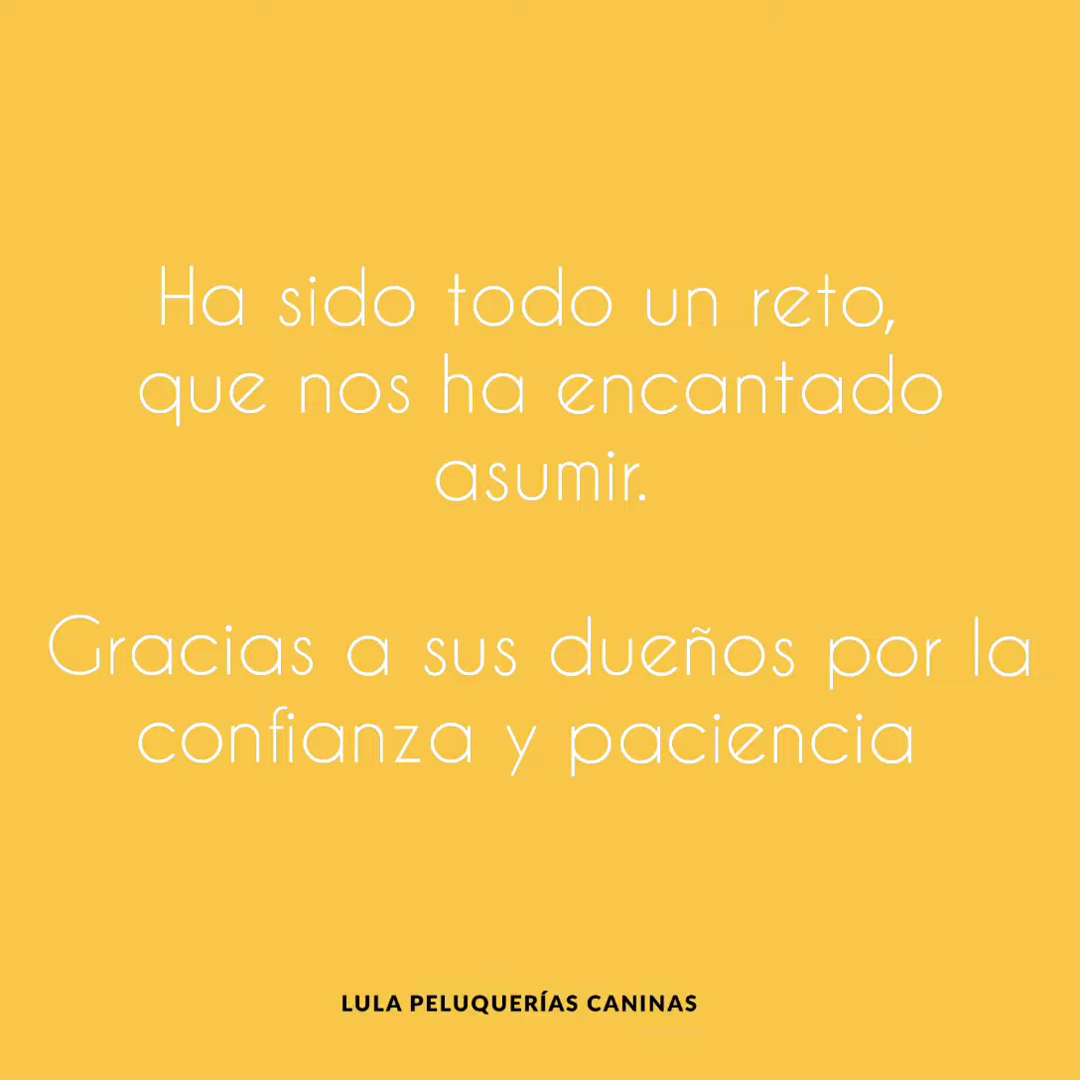 Ha sido todo un reto,
que nos ha encantado
asumir.
Gracias a sus dueños por la
confianza y paciencia
LULA PELUQUERÍAS CANINAS